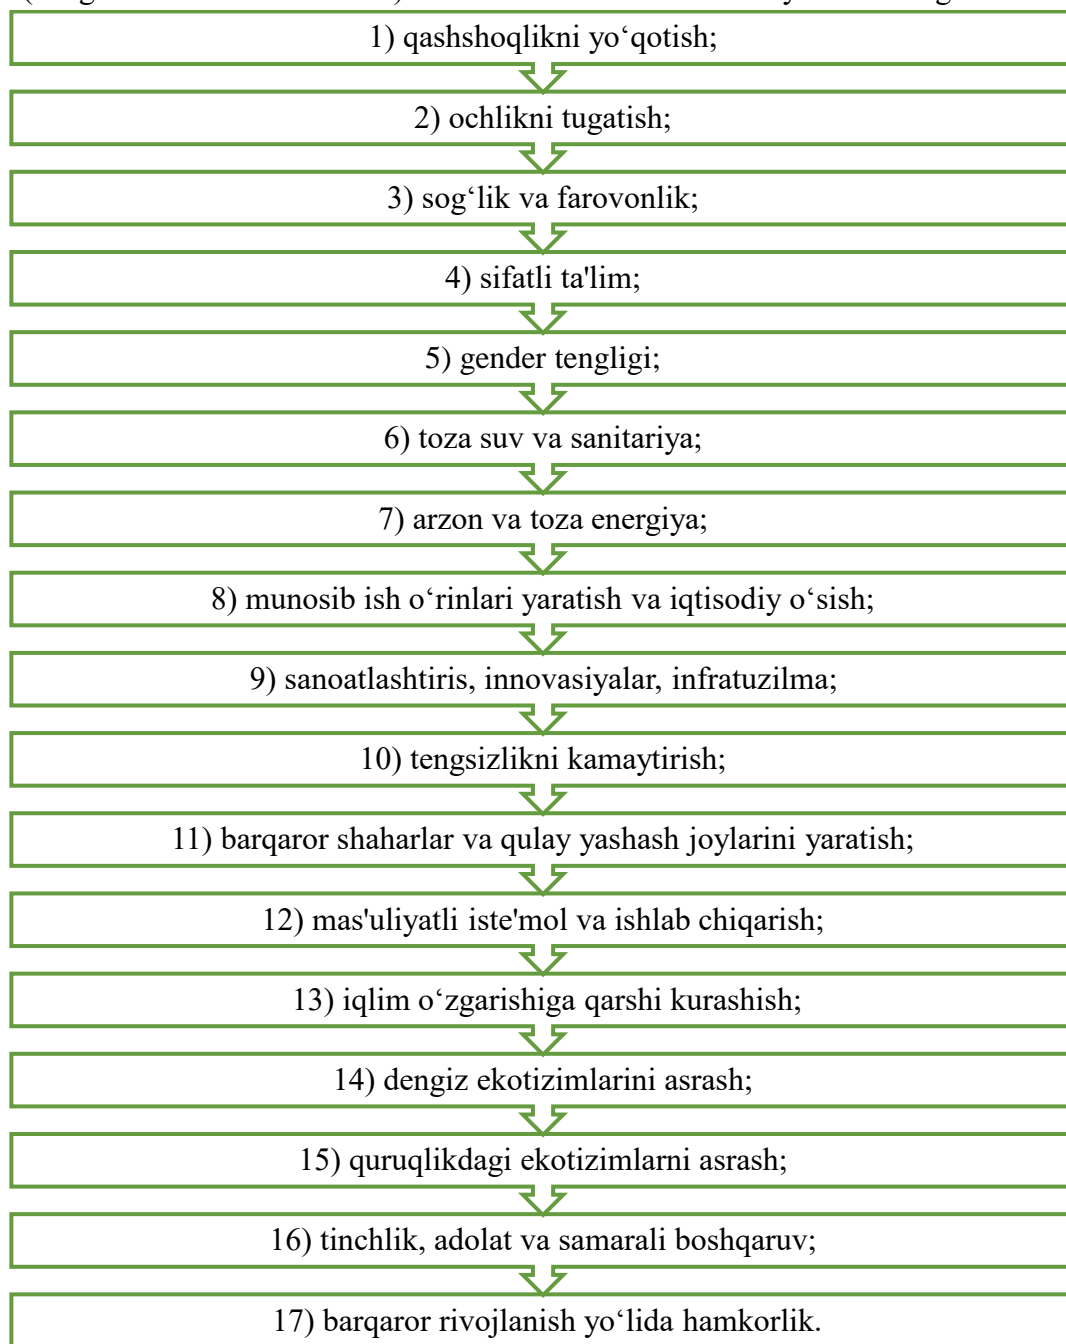 1) qashshoqlikni yo‘qotish;
2) ochlikni tugatish;
3) sog‘lik va farovonlik;
4) sifatli ta'lim;
5) gender tengligi;
6) toza suv va sanitariya;
7) arzon va toza energiya;
8) munosib ish o‘rinlari yaratish va iqtisodiy o‘sish;
9) sanoatlashtiris, innovasiyalar, infratuzilma;
10) tengsizlikni kamaytirish;
11) barqaror shaharlar va qulay yashash joylarini yaratish;
12) mas'uliyatli iste'mol va ishlab chiqarish;
13) iqlim o‘zgarishiga qarshi kurashish;
14) dengiz ekotizimlarini asrash;
15) quruqlikdagi ekotizimlarni asrash;
16) tinchlik, adolat va samarali boshqaruv;
17) barqaror rivojlanish yo‘lida hamkorlik.